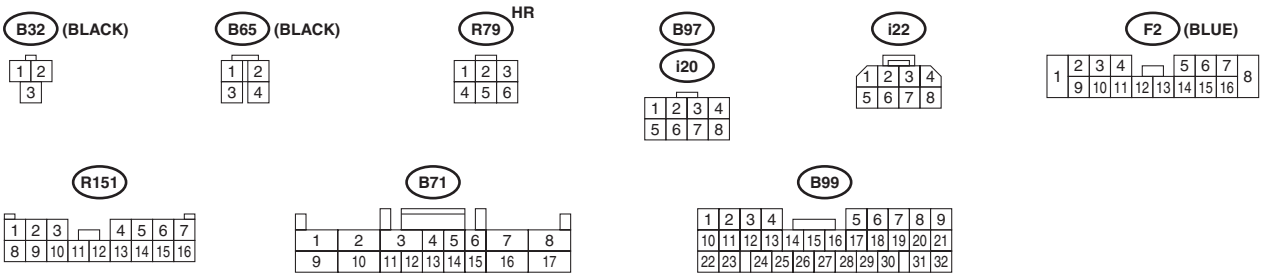 B32 (BLACK)
1 2
3
B65 (BLACK)
1 2
3 4
R79 HR
1 2 3
4 5 6
B97
i20
1 2 3 4
5 6 7 8
i22
1 2 3 4
5 6 7 8
F2 (BLUE)
1 2 3 4 5 6 7 8
9 10 11 12 13 14 15 16
R151
1 2 3 4 5 6 7
8 9 10 11 12 13 14 15 16
B71
1 2 3 4 5 6 7 8
9 10 11 12 13 14 15 16 17
B99
1 2 3 4 5 6 7 8 9
10 11 12 13 14 15 16 17 18 19 20 21
22 23 24 25 26 27 28 29 30 31 32